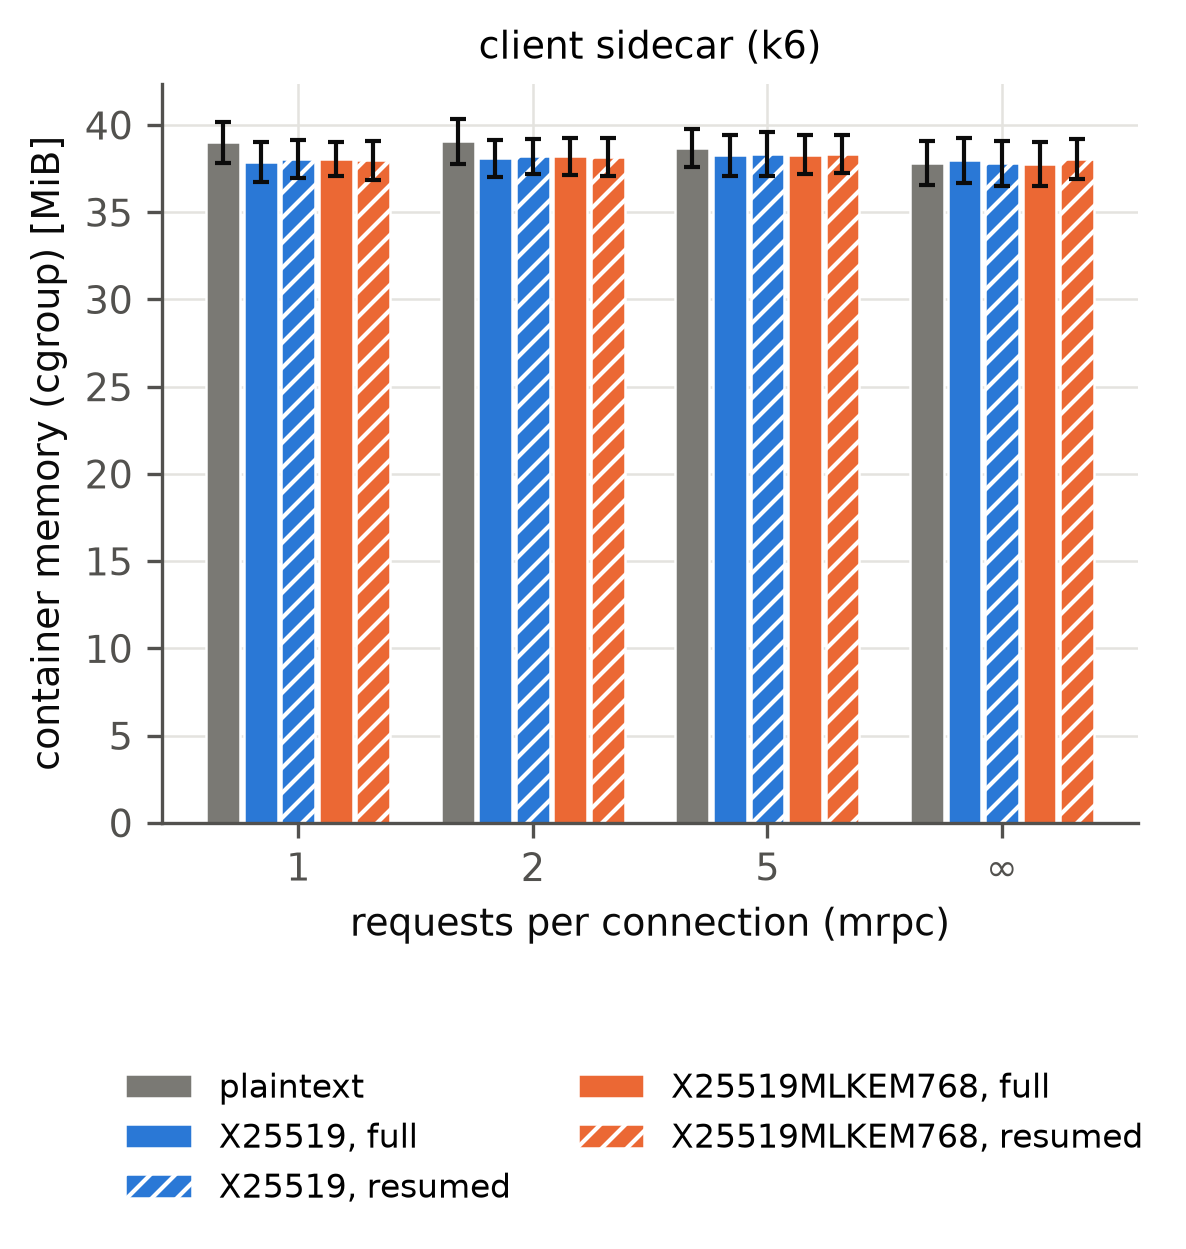 client sidecar (k6)
container memory (cgroup) [MiB]
40
35
30
25
20
15
10
5
0
1 2 5 ∞
requests per connection (mrpc)
plaintext
X25519, full
X25519, resumed
X25519MLKEM768, full
X25519MLKEM768, resumed